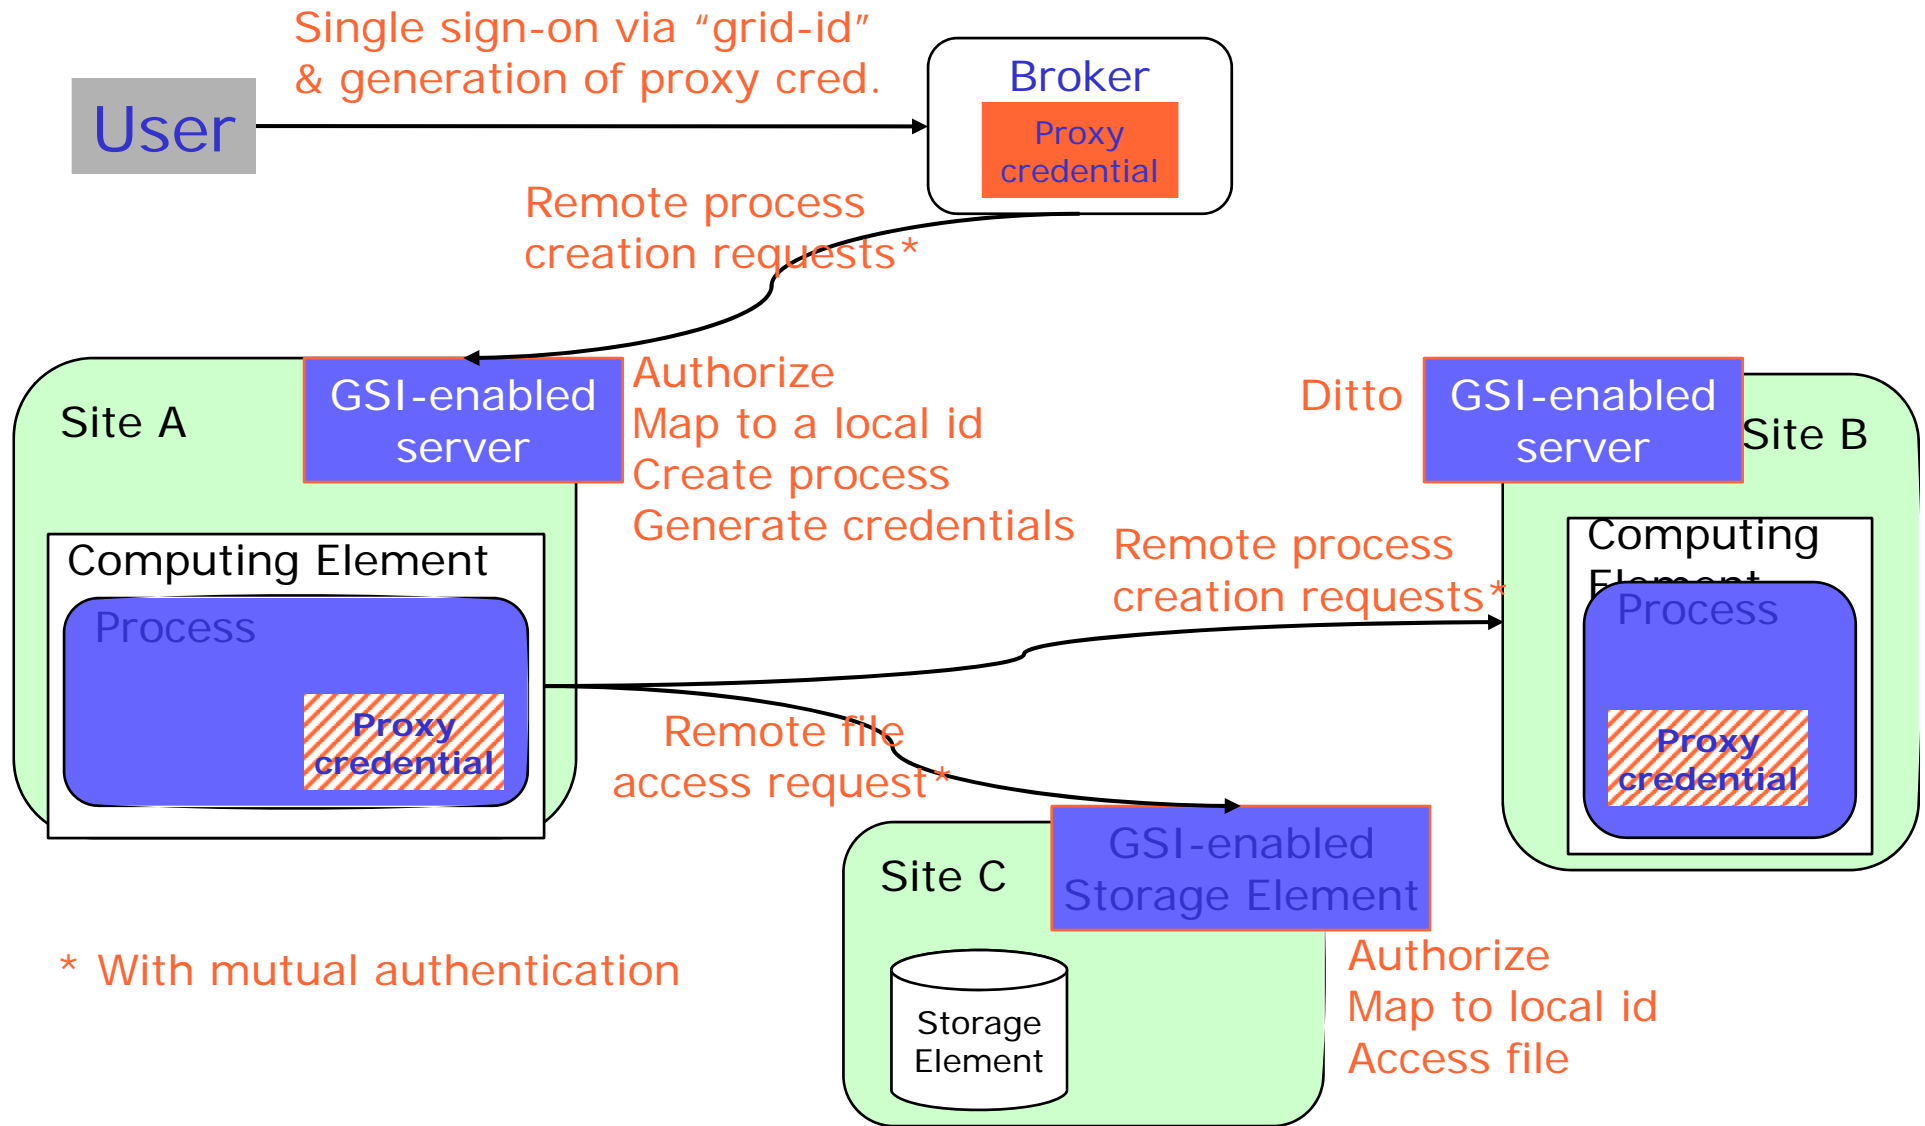 Single sign-on via “grid-id”
& generation of proxy cred.
User
Broker
Proxy
credential
Remote process
creation requests*
Site A
GSI-enabled
server
Authorize
Map to a local id
Create process
Generate credentials
Ditto
GSI-enabled
server
Site B
Computing Element
Process
Proxy
credential
Remote process
creation requests*
Computing
Element
Process
Proxy
credential
Remote file
access request*
Site C
GSI-enabled
Storage Element
Storage
Element
Authorize
Map to local id
Access file
* With mutual authentication